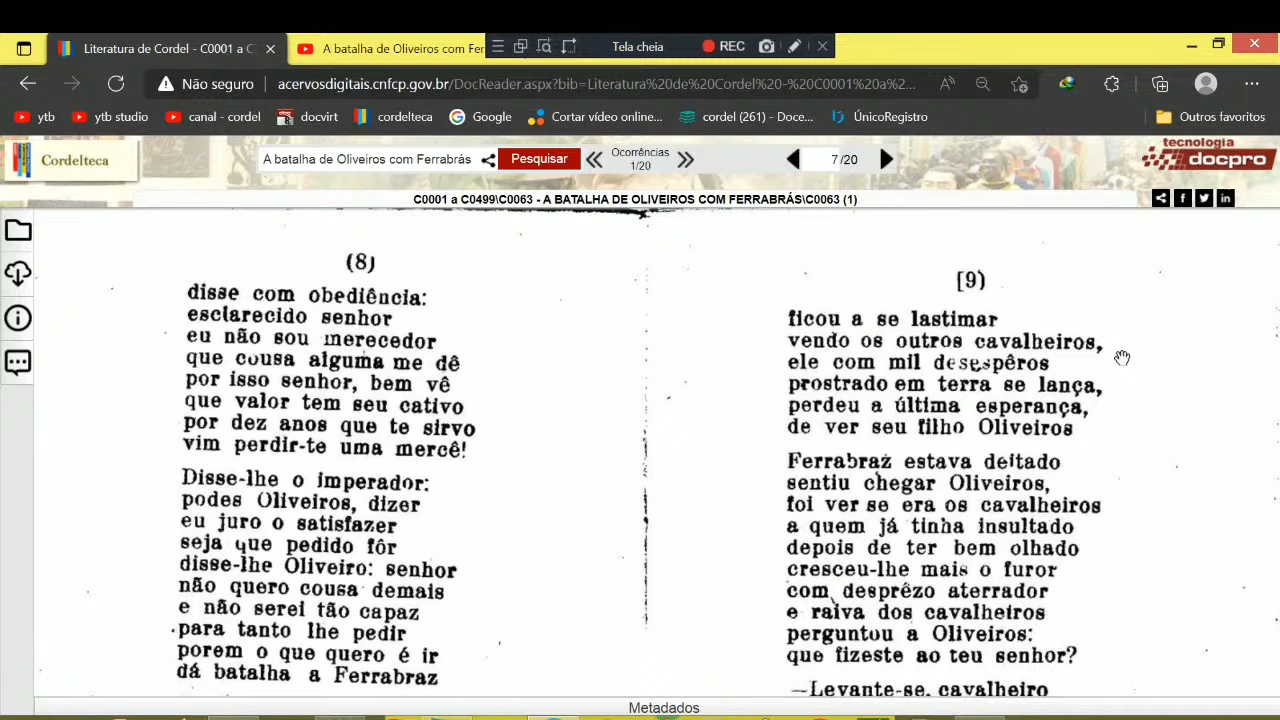 Literatura de Cordel - C0001 a C
A batalha de Oliveiros com Fer
Tela cheia
REC
Não seguro
acervosdigitais.cnfcp.gov.br/DocReader.aspx?bib=Literatura%20de%20Cordel%20-%20C0001%20a%2...
ytb
ytb studio
canal - cordel
docvirt
cordelteca
Google
Cortar vídeo online...
cordel (261) - Doce...
ÚnicoRegistro
Outros favoritos
Cordelteca
A batalha de Oliveiros com Ferrabrás
Pesquisar
Ocorrências
1/20
7 /20
tecnologia
docpro
C0001 a C0499\C0063 - A BATALHA DE OLIVEIROS COM FERRABRÁS\C0063 (1)
(8)
disse com obediência:
esclarecido senhor
eu não sou merecedor
que cousa alguma me dê
por isso senhor, bem vê
que valor tem seu cativo
por dez anos que te sirvo
vim perdir-te uma mercê!
Disse-lhe o imperador:
podes Oliveiros, dizer
eu juro o satisfazer
seja que pedido fôr
disse-lhe Oliveiro: senhor
não quero cousa demais
e não serei tão capaz
para tanto lhe pedir
porem o que quero é ir
dá batalha a Ferrabraz
[9)
ficou a se lastimar
vendo os outros cavalheiros,
ele com mil desespêros
prostrado em terra se lança,
perdeu a última esperança,
de ver seu filho Oliveiros
Ferrabraz estava deitado
sentiu chegar Oliveiros,
foi ver se era os cavalheiros
a quem já tinha insultado
depois de ter bem olhado
cresceu-lhe mais o furor
com desprêzo aterrador
e raiva dos cavalheiros
perguntou a Oliveiros:
que fizeste ao teu senhor?
—Levante-se, cavalheiro
Metadados